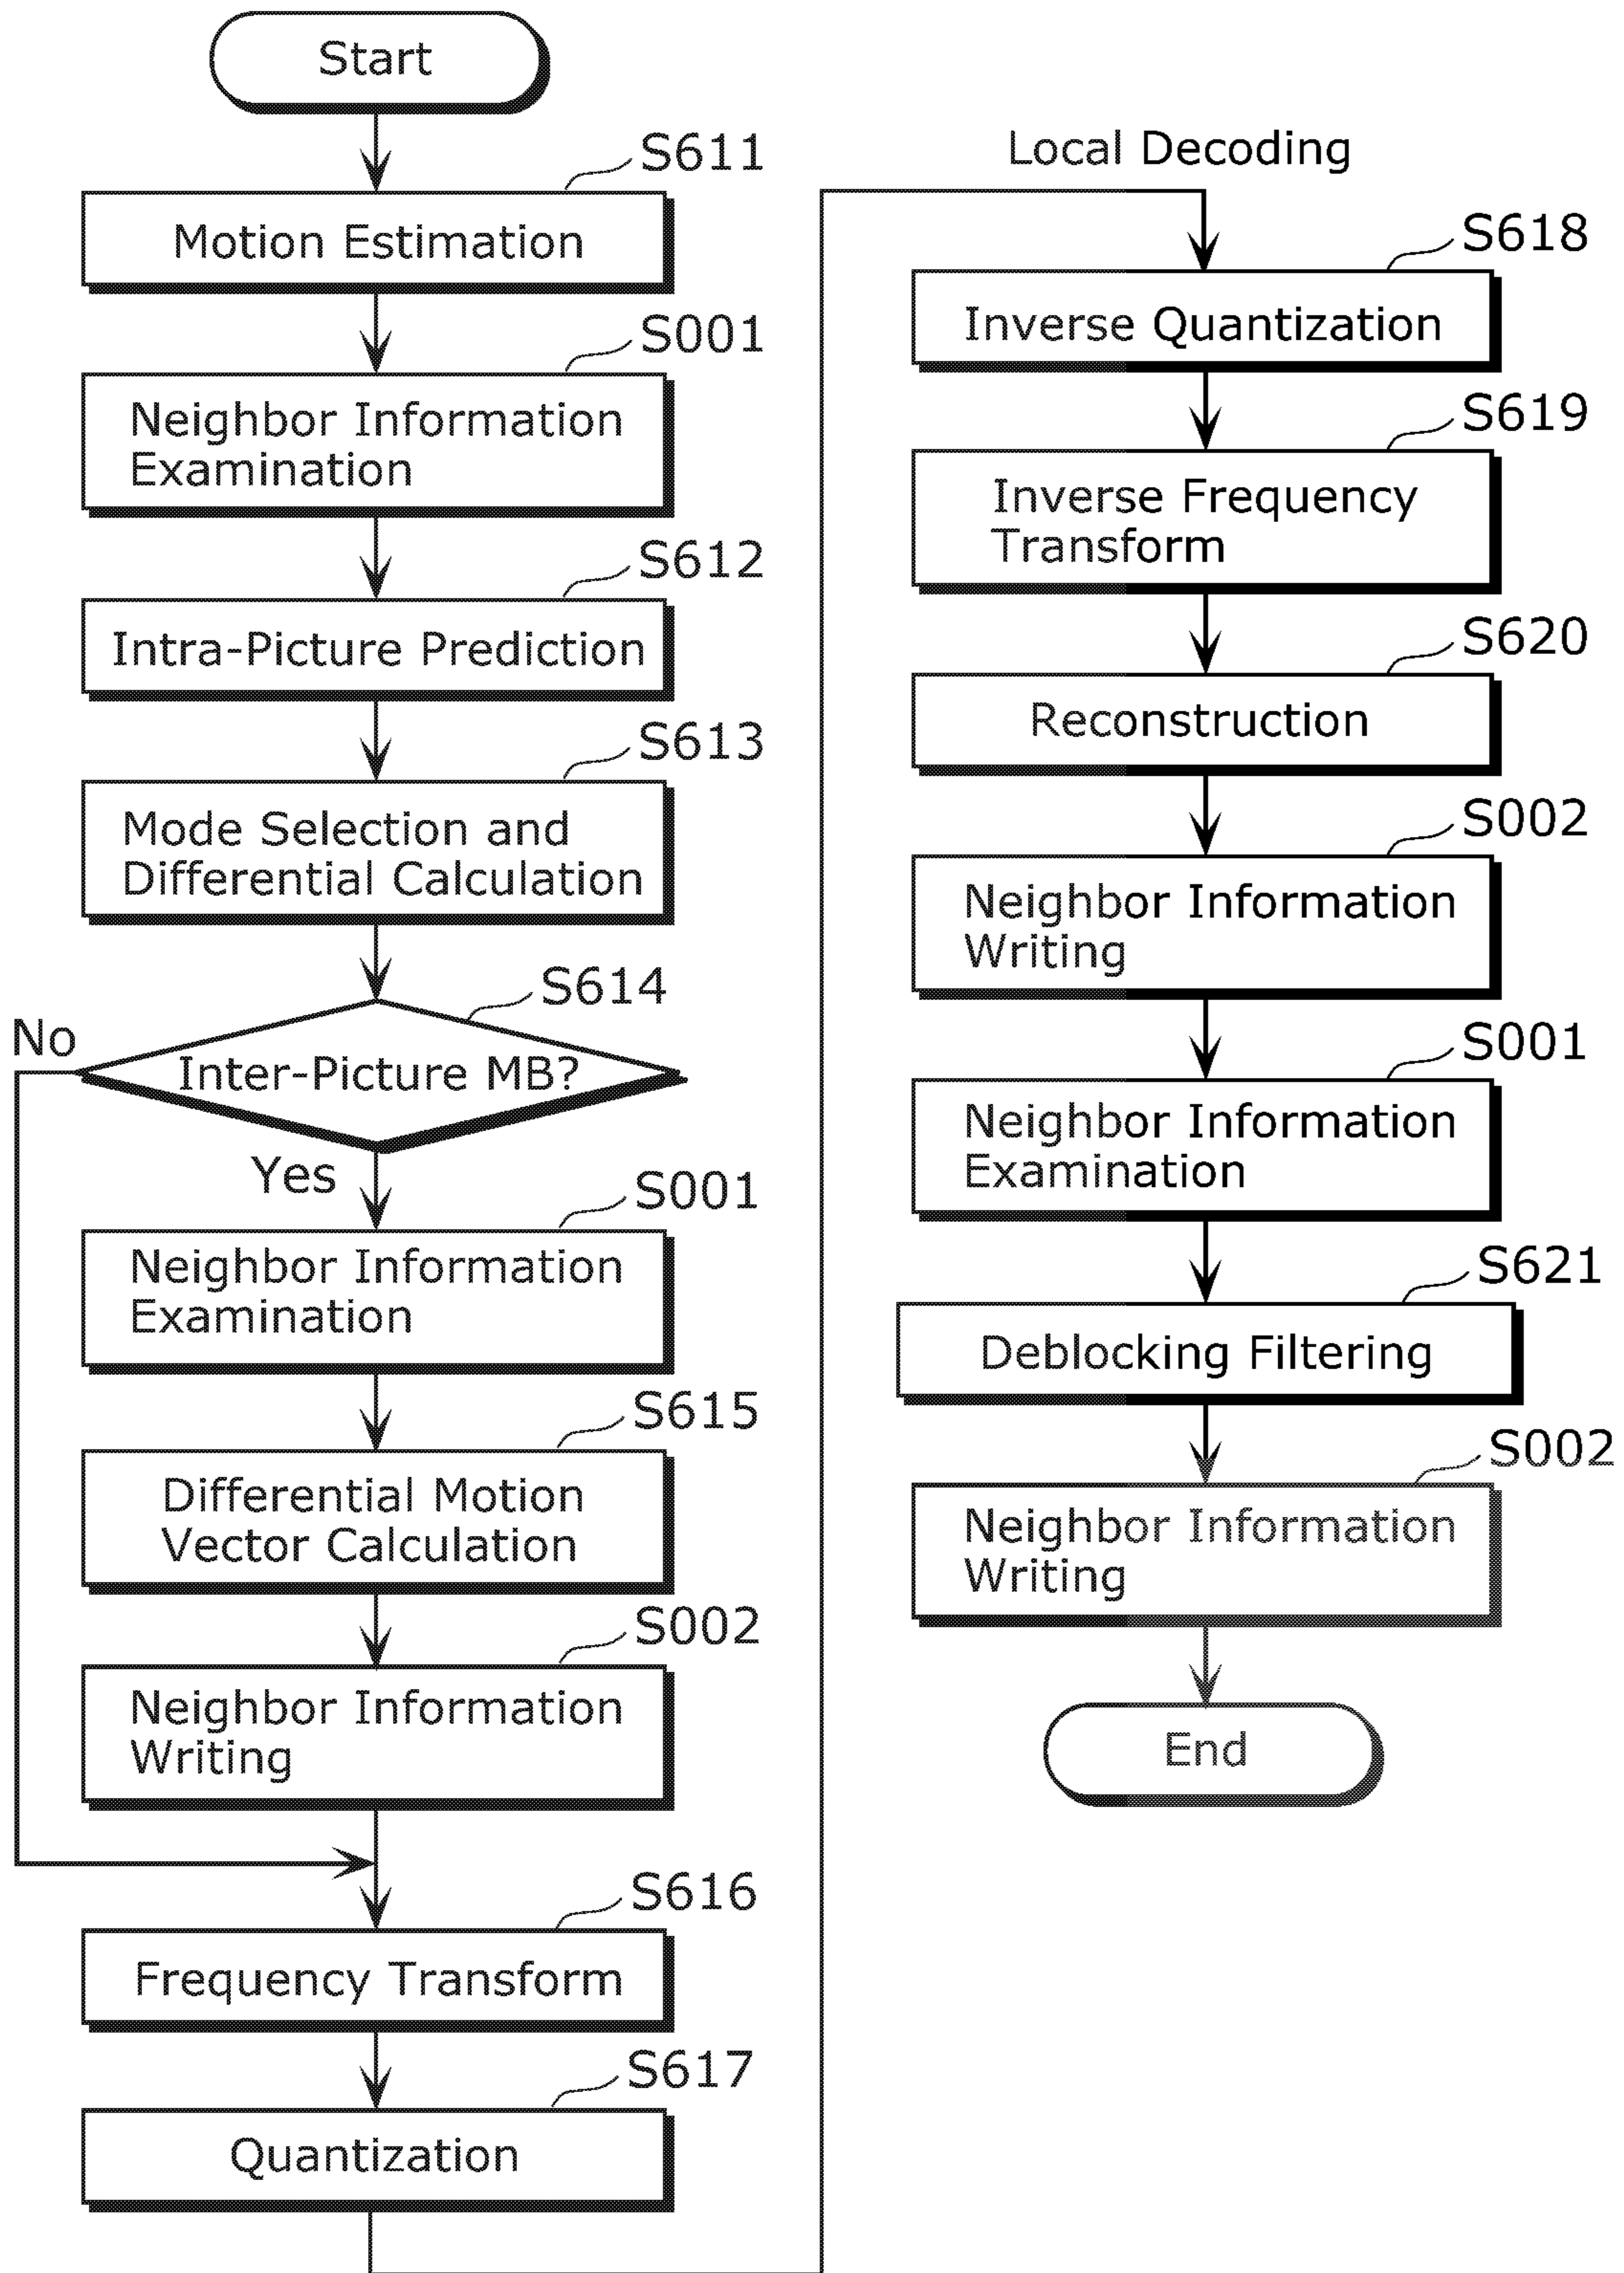 Start
S611
Motion Estimation
S001
Neighbor Information
Examination
S612
Intra-Picture Prediction
S613
Mode Selection and
Differential Calculation
S614
No
Inter-Picture MB?
Yes
S001
Neighbor Information
Examination
S615
Differential Motion
Vector Calculation
S002
Neighbor Information
Writing
S616
Frequency Transform
S617
Quantization
Local Decoding
S618
Inverse Quantization
S619
Inverse Frequency
Transform
S620
Reconstruction
S002
Neighbor Information
Writing
S001
Neighbor Information
Examination
S621
Deblocking Filtering
S002
Neighbor Information
Writing
End